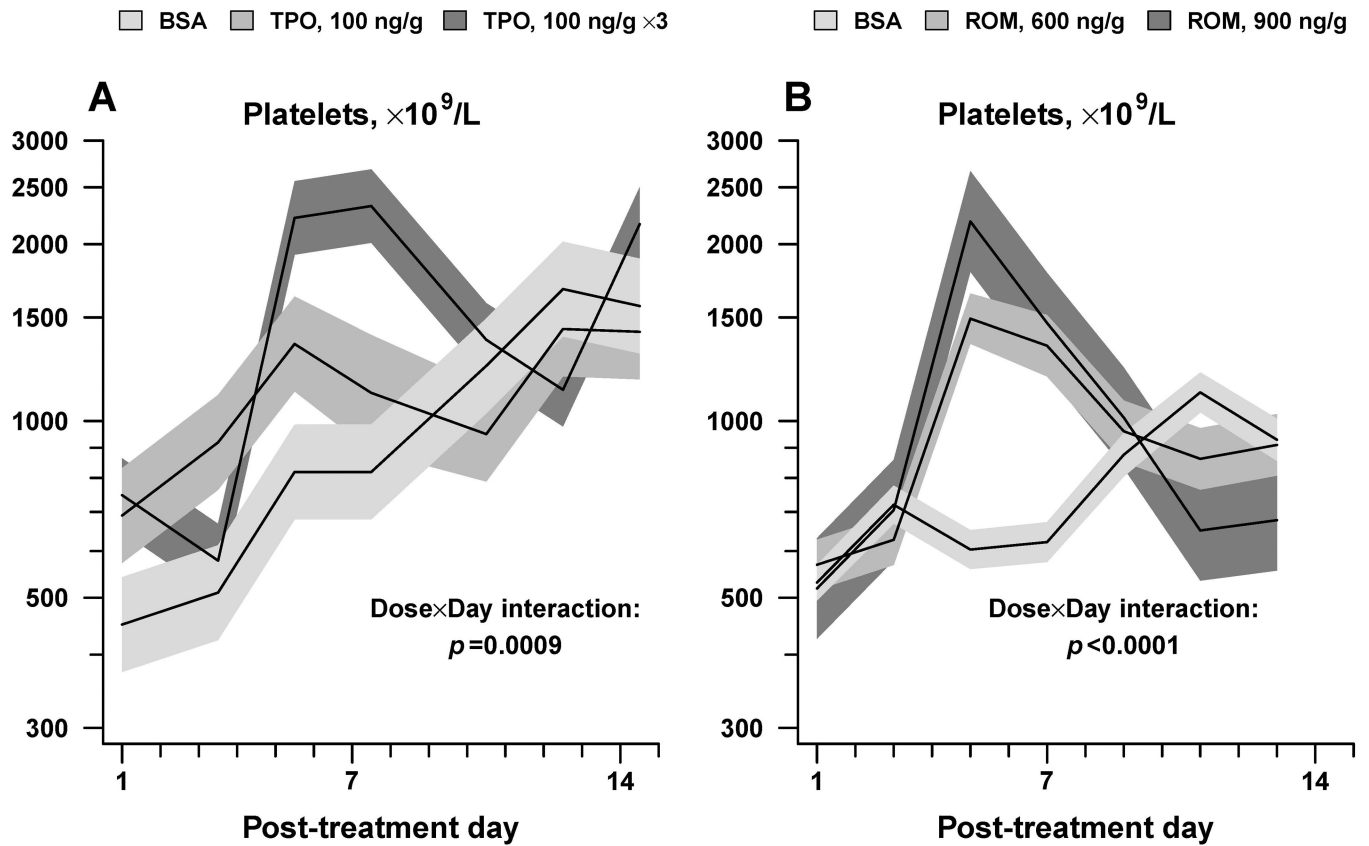 BSA TPO, 100 ng/g TPO, 100 ng/g ×3
A
Platelets, ×10⁹/L
3000
2500
2000
1500
1000
500
300
Dose×Day interaction:
p=0.0009
1 7 14
Post-treatment day
BSA ROM, 600 ng/g ROM, 900 ng/g
B
Platelets, ×10⁹/L
3000
2500
2000
1500
1000
500
300
Dose×Day interaction:
p<0.0001
1 7 14
Post-treatment day